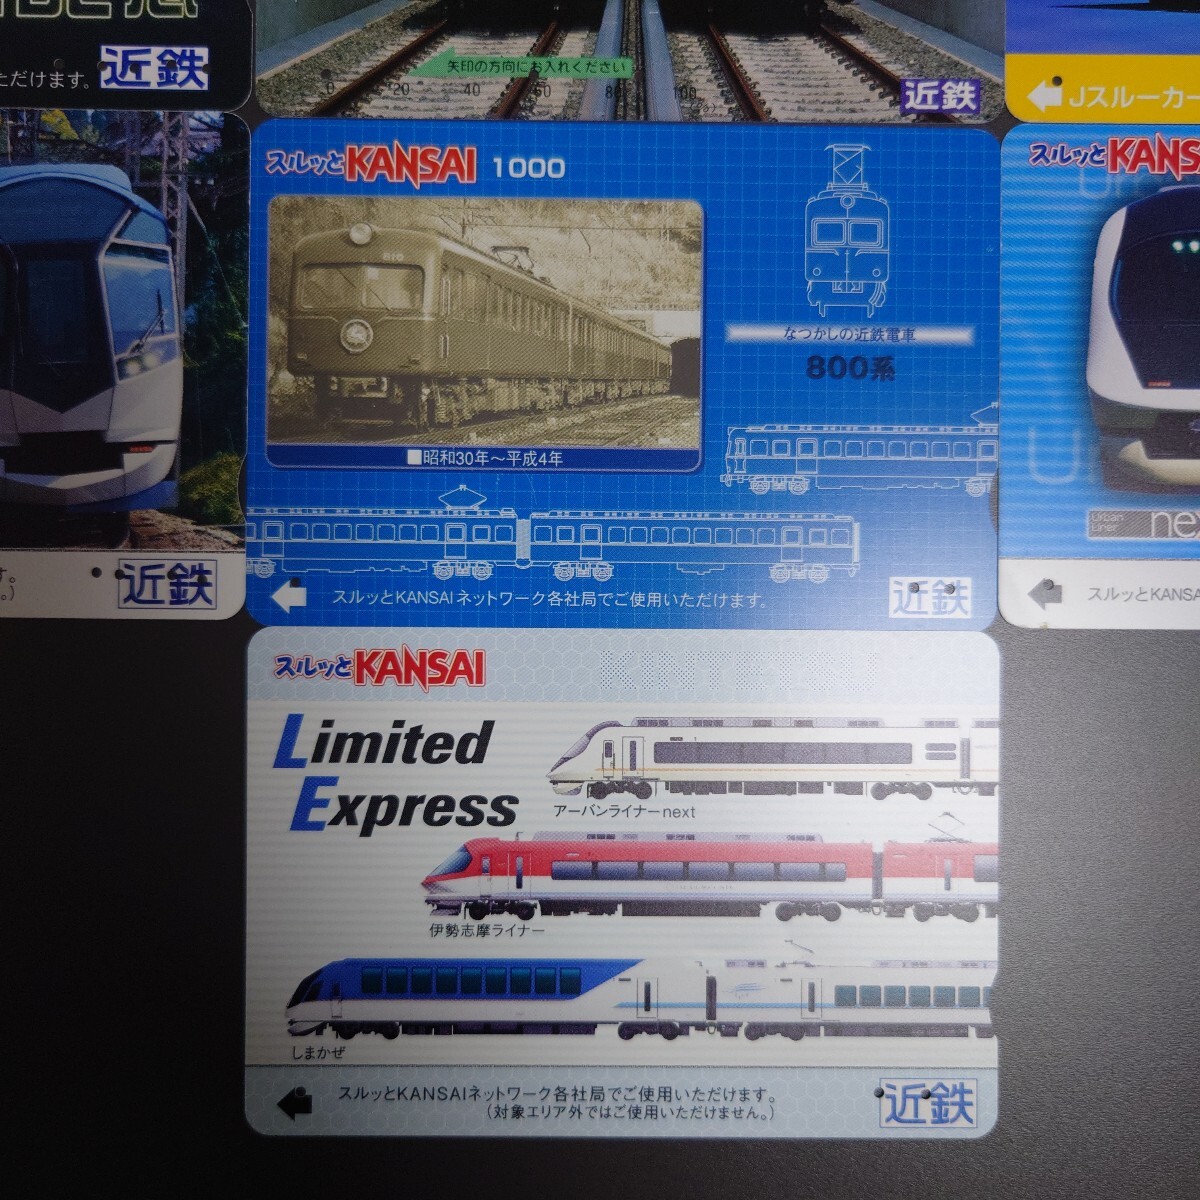 ただけます。
近鉄
矢印の方向にお入れください
0 20 40 60 80 100 (%)
近鉄
Jスルーカー
近鉄
スルッとKANSAI 1000
810
昭和30年～平成4年
なつかしの近鉄電車
800系
スルッとKANSAIネットワーク各社局でご使用いただけます。
近鉄
スルッとKANSA
Urban
Liner
nex
スルッとKANSA
スルッとKANSAI
Limited
Express
アーバンライナーnext
伊勢志摩ライナー
しまかぜ
スルッとKANSAIネットワーク各社局でご使用いただけます。
(対象エリア外ではご使用いただけません。)
近鉄